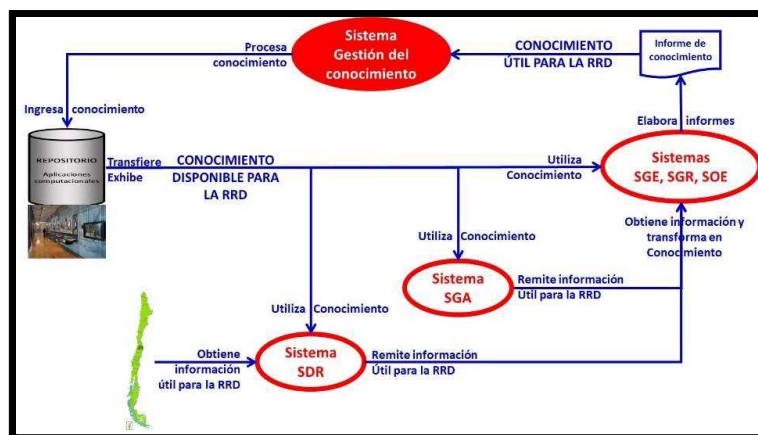 Sistema
Gestión del
conocimiento
Procesa
conocimiento
CONOCIMIENTO
ÚTIL PARA LA RRD
Informe de
conocimiento
Ingresa conocimiento
Elabora informes
REPOSITORIO
Aplicaciones
computacionales
Transfiere
Exhibe
CONOCIMIENTO
DISPONIBLE PARA
LA RRD
Utiliza
Conocimiento
Sistemas
SGE, SGR, SOE
Utiliza Conocimiento
Obtiene información y
transforma en
Conocimiento
Sistema
SGA
Remite información
Útil para la RRD
Utiliza Conocimiento
Obtiene
información
útil para la RRD
Sistema
SDR
Remite información
Útil para la RRD